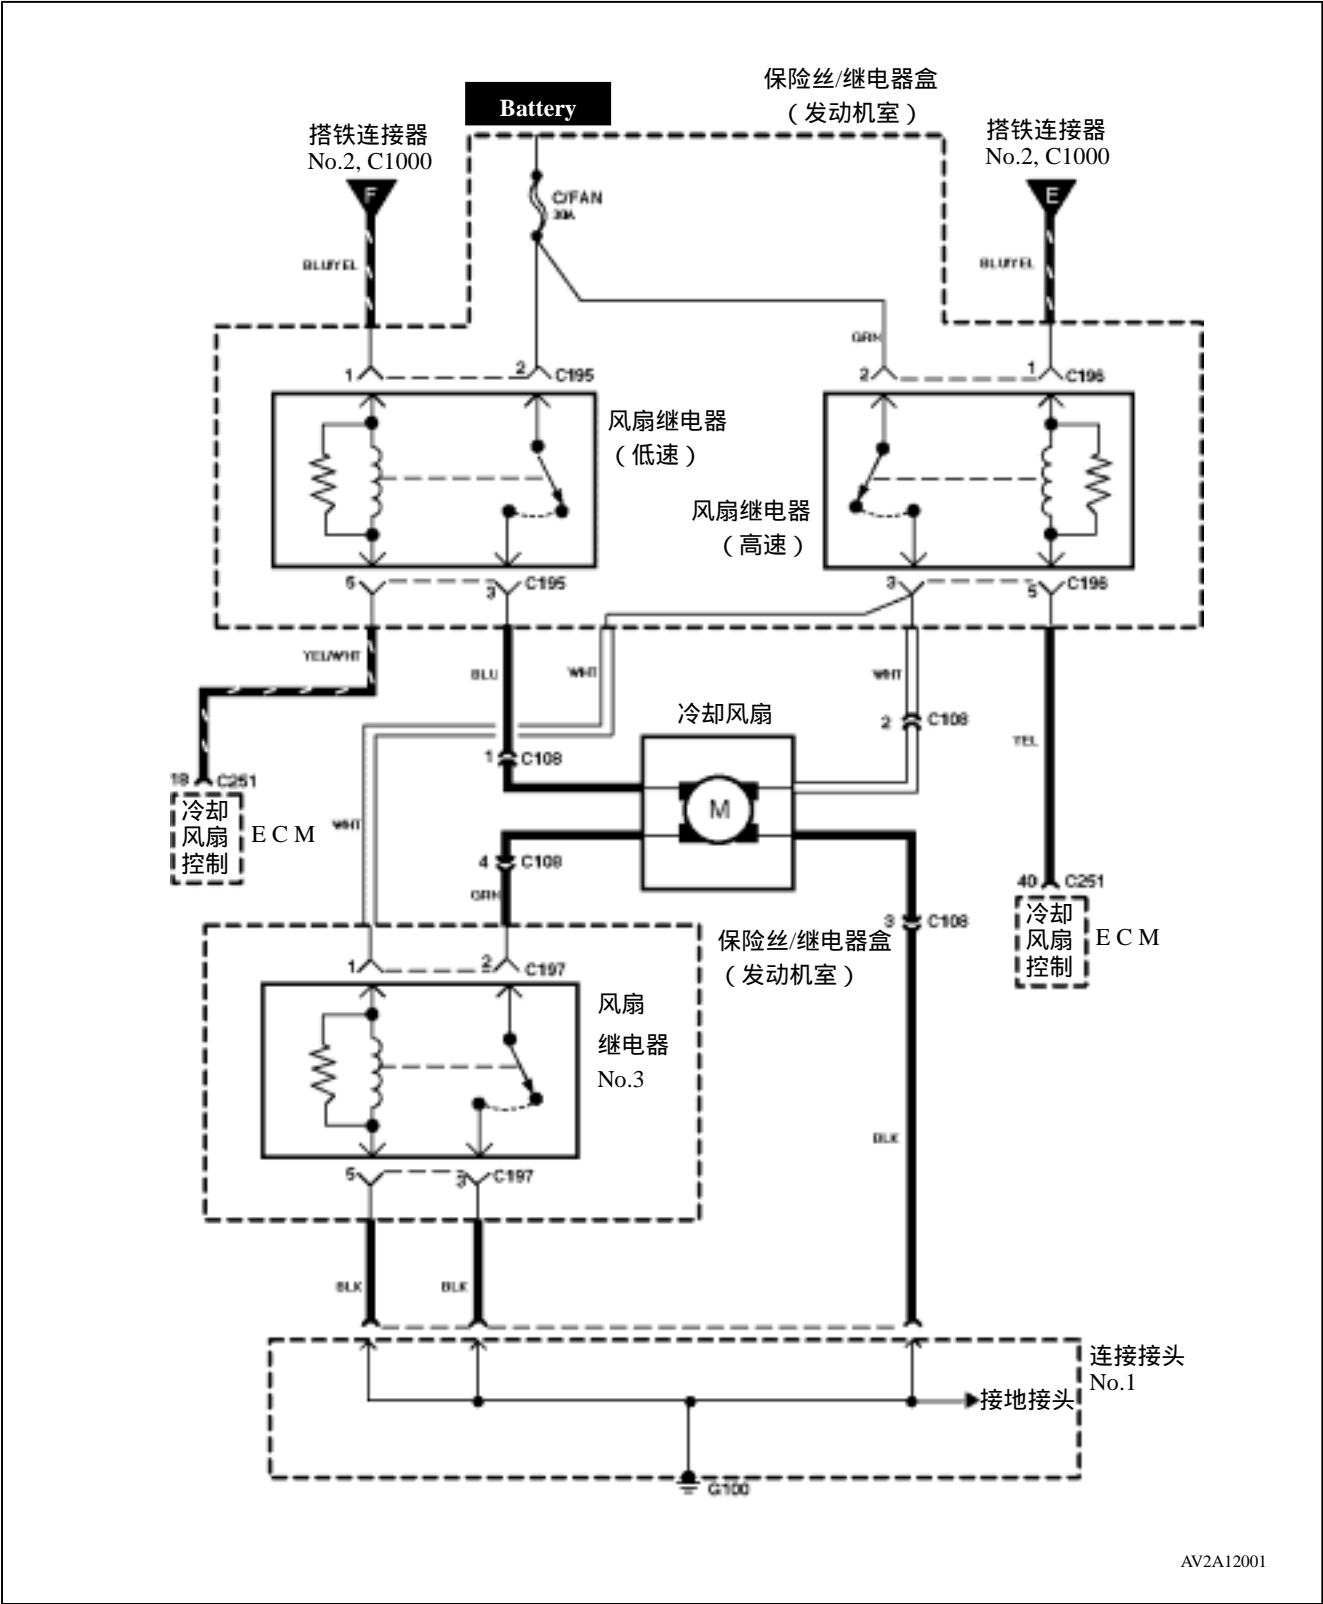 Battery
保险丝/继电器盒
（发动机室）
搭铁连接器
No.2, C1000
搭铁连接器
No.2, C1000
F
C/FAN
30A
E
BLU/YEL
BLU/YEL
GRN
1
2
C195
2
1
C196
风扇继电器
（低速）
风扇继电器
（高速）
5
3
C195
3
5
C196
YEL/WHT
BLU
WHT
WHT
冷却风扇
2
C108
YEL
1
C108
18
C251
冷却
风扇
控制
E C M
WHT
M
4
C108
GRN
40
C251
冷却
风扇
控制
E C M
3
C108
保险丝/继电器盒
（发动机室）
1
2
C197
风扇
继电器
No.3
BLK
5
3
C197
BLK
BLK
连接接头
No.1
接地接头
G100
AV2A12001